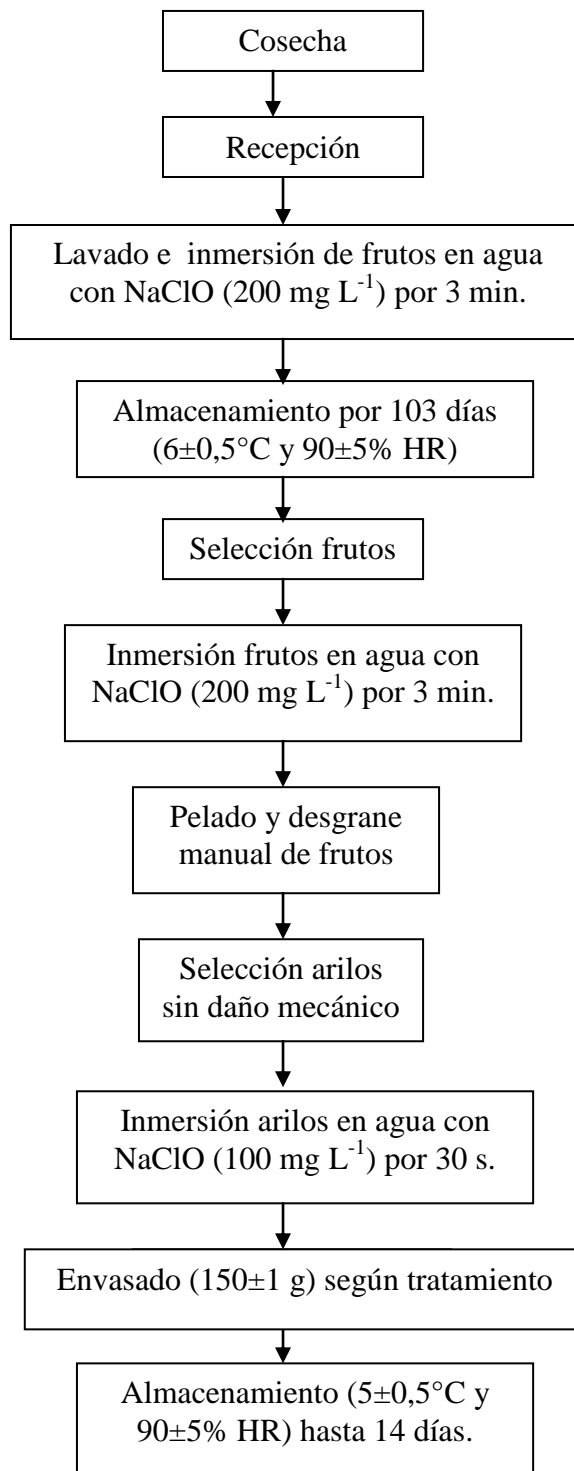 Cosecha
Recepción
Lavado e inmersión de frutos en agua
con NaClO (200 mg L⁻¹) por 3 min.
Almacenamiento por 103 días
(6±0,5°C y 90±5% HR)
Selección frutos
Inmersión frutos en agua con
NaClO (200 mg L⁻¹) por 3 min.
Pelado y desgrane
manual de frutos
Selección arilos
sin daño mecánico
Inmersión arilos en agua con
NaClO (100 mg L⁻¹) por 30 s.
Envasado (150±1 g) según tratamiento
Almacenamiento (5±0,5°C y
90±5% HR) hasta 14 días.